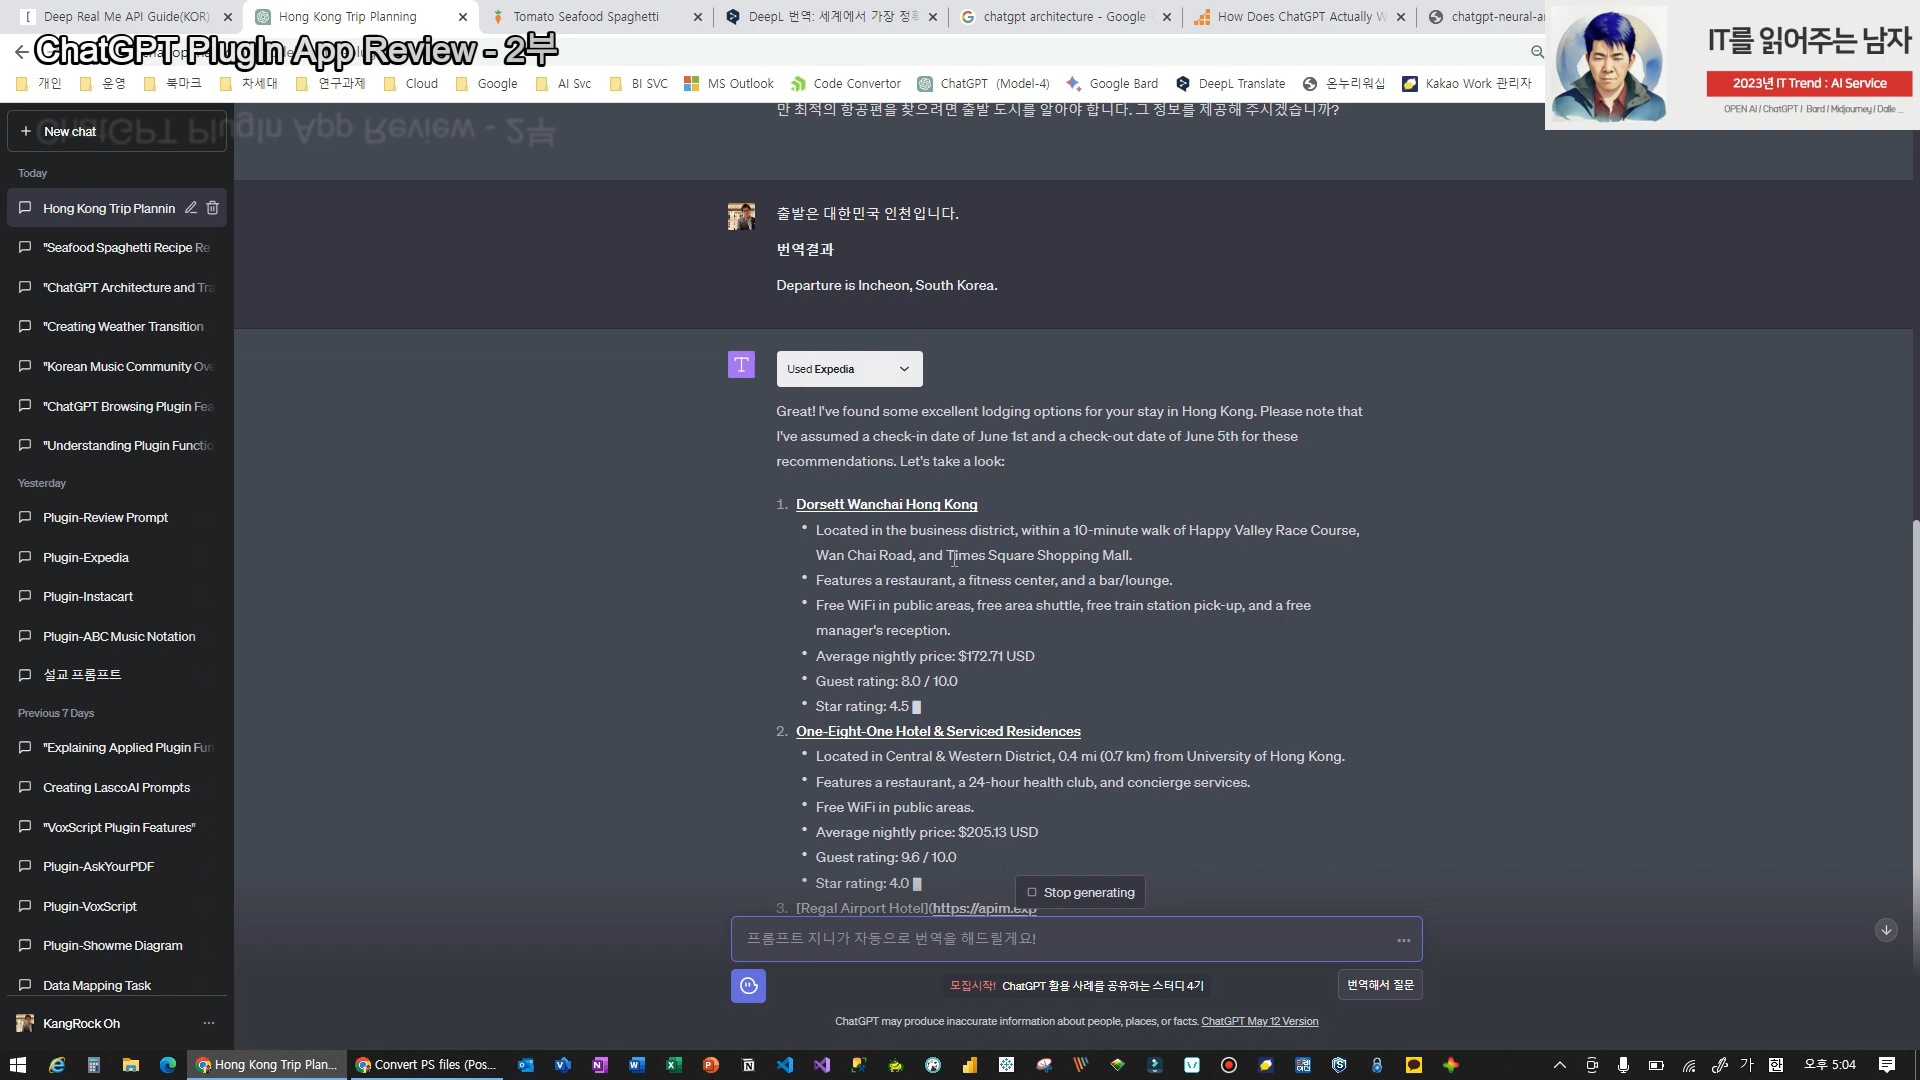 Deep Real Me API Guide(KOR)
Hong Kong Trip Planning
Tomato Seafood Spaghetti
DeepL 번역: 세계에서 가장 정확
chatgpt architecture - Google
How Does ChatGPT Actually W
chatgpt-neural-ar
ChatGPT PlugIn App Review - 2부
IT를 읽어주는 남자
2023년 IT Trend : AI Service
OPEN AI / ChatGPT / Bard / Midjourney / Dalle ...
개인
운영
북마크
차세대
연구과제
Cloud
Google
AI Svc
BI SVC
MS Outlook
Code Convertor
ChatGPT (Model-4)
Google Bard
DeepL Translate
온누리워십
Kakao Work 관리자
New chat
Today
Hong Kong Trip Plannin
"Seafood Spaghetti Recipe Re
"ChatGPT Architecture and Tra
"Creating Weather Transition
"Korean Music Community Ove
"ChatGPT Browsing Plugin Fea
"Understanding Plugin Functio
Yesterday
Plugin-Review Prompt
Plugin-Expedia
Plugin-Instacart
Plugin-ABC Music Notation
설교 프롬프트
Previous 7 Days
"Explaining Applied Plugin Fun
Creating LascoAI Prompts
"VoxScript Plugin Features"
Plugin-AskYourPDF
Plugin-VoxScript
Plugin-Showme Diagram
Data Mapping Task
KangRock Oh
만 최적의 항공편을 찾으려면 출발 도시를 알아야 합니다. 그 정보를 제공해 주시겠습니까?
출발은 대한민국 인천입니다.
번역결과
Departure is Incheon, South Korea.
T
Used Expedia
Great! I've found some excellent lodging options for your stay in Hong Kong. Please note that
I've assumed a check-in date of June 1st and a check-out date of June 5th for these
recommendations. Let's take a look:
1. Dorsett Wanchai Hong Kong
• Located in the business district, within a 10-minute walk of Happy Valley Race Course,
Wan Chai Road, and Times Square Shopping Mall.
• Features a restaurant, a fitness center, and a bar/lounge.
• Free WiFi in public areas, free area shuttle, free train station pick-up, and a free
manager's reception.
• Average nightly price: $172.71 USD
• Guest rating: 8.0 / 10.0
• Star rating: 4.5
2. One-Eight-One Hotel & Serviced Residences
• Located in Central & Western District, 0.4 mi (0.7 km) from University of Hong Kong.
• Features a restaurant, a 24-hour health club, and concierge services.
• Free WiFi in public areas.
• Average nightly price: $205.13 USD
• Guest rating: 9.6 / 10.0
• Star rating: 4.0
Stop generating
3. [Regal Airport Hotel](https://apim.exp
프롬프트 지니가 자동으로 번역을 해드릴게요!
모집시작! ChatGPT 활용 사례를 공유하는 스터디 4기
번역해서 질문
ChatGPT may produce inaccurate information about people, places, or facts. ChatGPT May 12 Version
Hong Kong Trip Plan...
Convert PS files (Pos...
가
한
오후 5:04